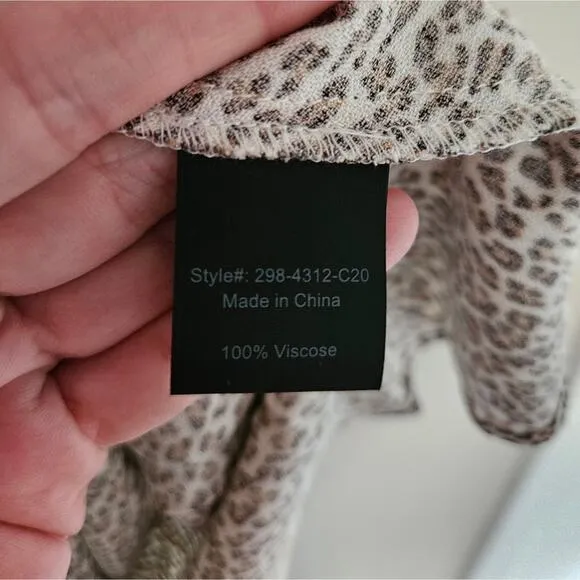 Style#: 298-4312-C20
Made in China
100% Viscose